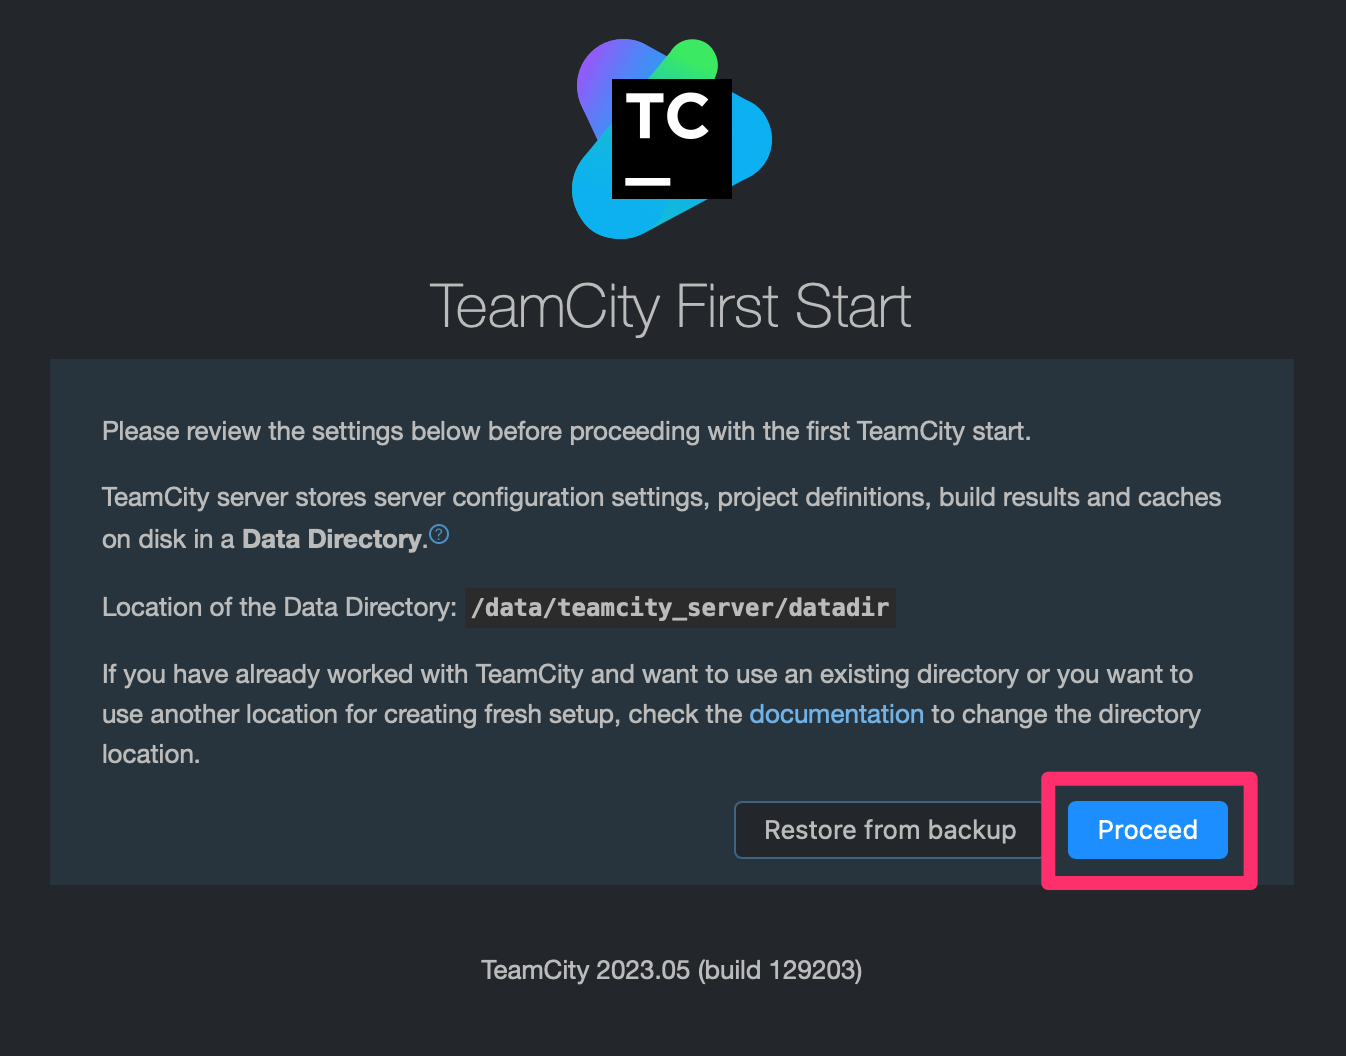 TC
TeamCity First Start
Please review the settings below before proceeding with the first TeamCity start.
TeamCity server stores server configuration settings, project definitions, build results and caches
on disk in a Data Directory.?
Location of the Data Directory: /data/teamcity_server/datadir
If you have already worked with TeamCity and want to use an existing directory or you want to
use another location for creating fresh setup, check the documentation to change the directory
location.
Restore from backup Proceed
TeamCity 2023.05 (build 129203)